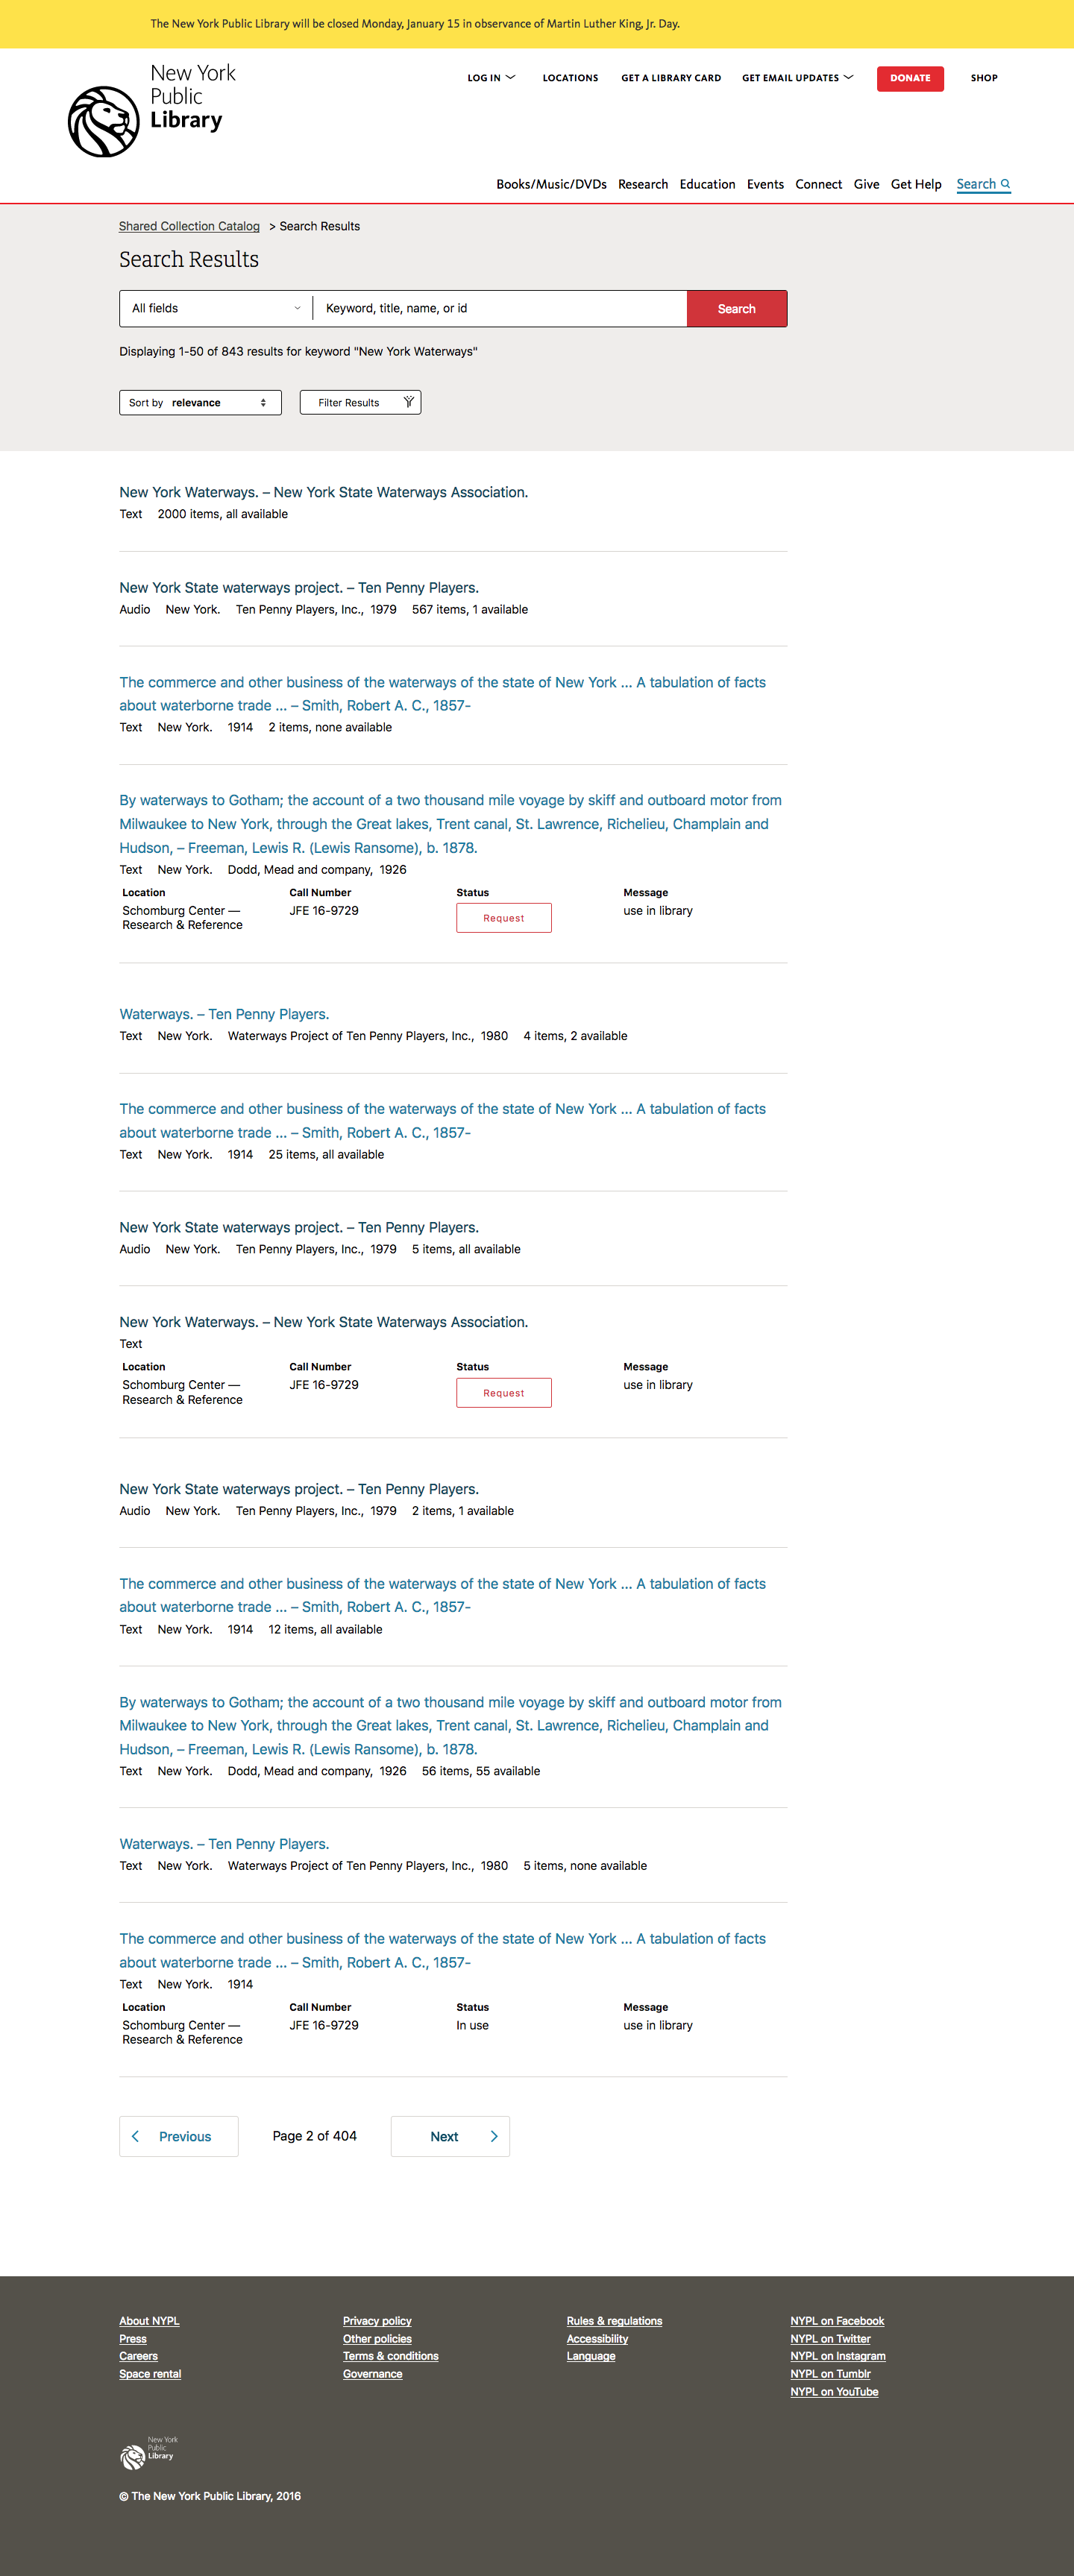 The New York Public Library will be closed Monday, January 15 in observance of Martin Luther King, Jr. Day.
New York
Public
Library
LOG IN LOCATIONS GET A LIBRARY CARD GET EMAIL UPDATES DONATE SHOP
Books/Music/DVDs Research Education Events Connect Give Get Help Search
Shared Collection Catalog > Search Results
Search Results
All fields Keyword, title, name, or id Search
Displaying 1-50 of 843 results for keyword "New York Waterways"
Sort by relevance Filter Results
New York Waterways. – New York State Waterways Association.
Text 2000 items, all available
New York State waterways project. – Ten Penny Players.
Audio New York. Ten Penny Players, Inc., 1979 567 items, 1 available
The commerce and other business of the waterways of the state of New York ... A tabulation of facts
about waterborne trade ... – Smith, Robert A. C., 1857-
Text New York. 1914 2 items, none available
By waterways to Gotham; the account of a two thousand mile voyage by skiff and outboard motor from
Milwaukee to New York, through the Great lakes, Trent canal, St. Lawrence, Richelieu, Champlain and
Hudson, – Freeman, Lewis R. (Lewis Ransome), b. 1878.
Text New York. Dodd, Mead and company, 1926
Location Call Number Status Message
Schomburg Center — JFE 16-9729 Request use in library
Research & Reference
Waterways. – Ten Penny Players.
Text New York. Waterways Project of Ten Penny Players, Inc., 1980 4 items, 2 available
The commerce and other business of the waterways of the state of New York ... A tabulation of facts
about waterborne trade ... – Smith, Robert A. C., 1857-
Text New York. 1914 25 items, all available
New York State waterways project. – Ten Penny Players.
Audio New York. Ten Penny Players, Inc., 1979 5 items, all available
New York Waterways. – New York State Waterways Association.
Text
Location Call Number Status Message
Schomburg Center — JFE 16-9729 Request use in library
Research & Reference
New York State waterways project. – Ten Penny Players.
Audio New York. Ten Penny Players, Inc., 1979 2 items, 1 available
The commerce and other business of the waterways of the state of New York ... A tabulation of facts
about waterborne trade ... – Smith, Robert A. C., 1857-
Text New York. 1914 12 items, all available
By waterways to Gotham; the account of a two thousand mile voyage by skiff and outboard motor from
Milwaukee to New York, through the Great lakes, Trent canal, St. Lawrence, Richelieu, Champlain and
Hudson, – Freeman, Lewis R. (Lewis Ransome), b. 1878.
Text New York. Dodd, Mead and company, 1926 56 items, 55 available
Waterways. – Ten Penny Players.
Text New York. Waterways Project of Ten Penny Players, Inc., 1980 5 items, none available
The commerce and other business of the waterways of the state of New York ... A tabulation of facts
about waterborne trade ... – Smith, Robert A. C., 1857-
Text New York. 1914
Location Call Number Status Message
Schomburg Center — JFE 16-9729 In use use in library
Research & Reference
Previous Page 2 of 404 Next
About NYPL Privacy policy Rules & regulations NYPL on Facebook
Press Other policies Accessibility NYPL on Twitter
Careers Terms & conditions Language NYPL on Instagram
Space rental Governance NYPL on Tumblr
NYPL on YouTube
New York
Public
Library
© The New York Public Library, 2016